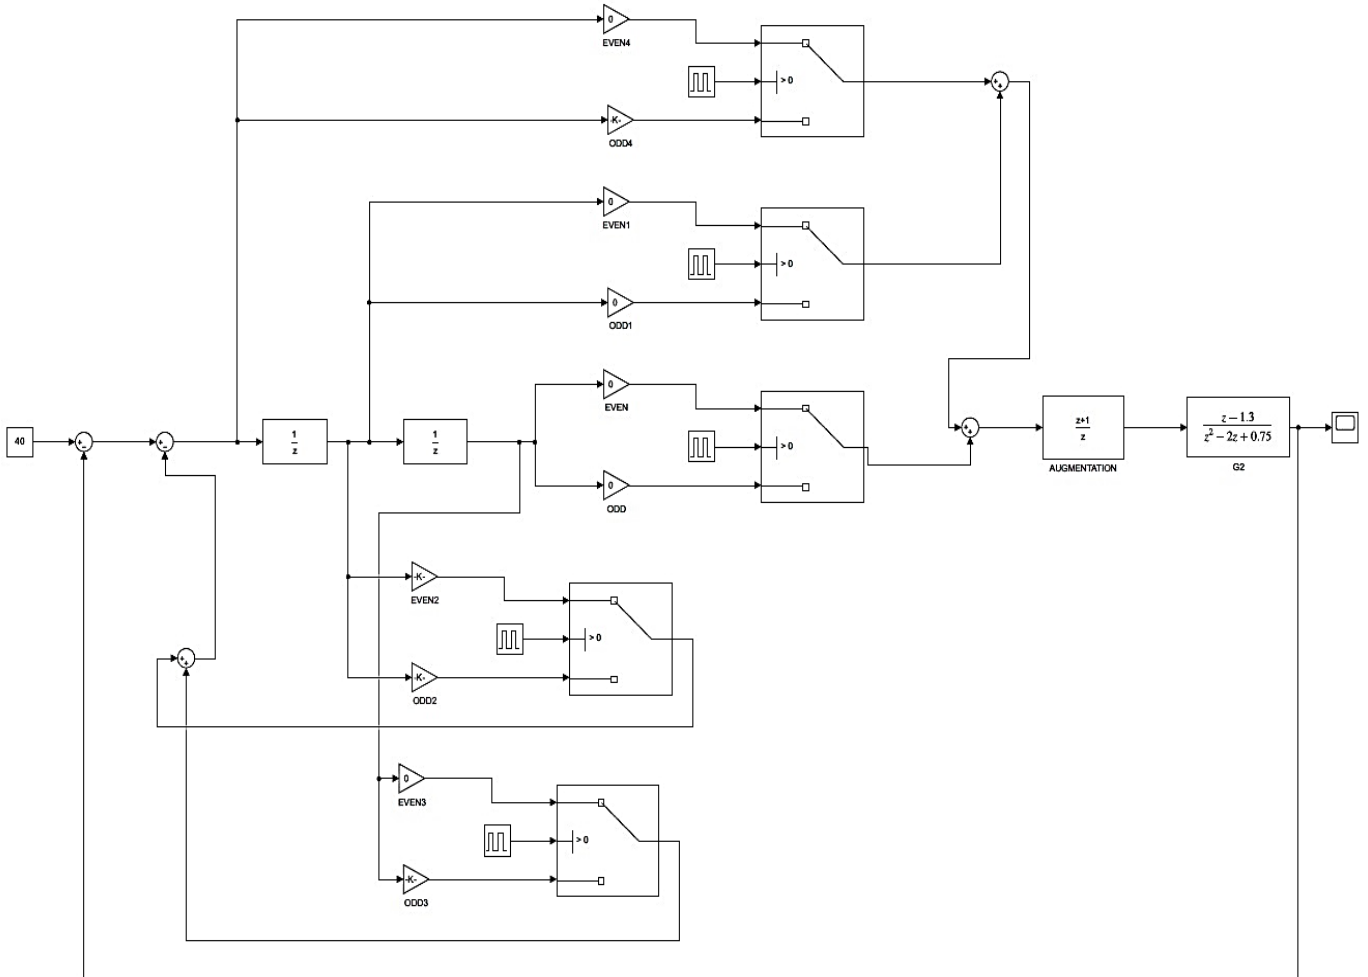 0
EVEN4
> 0
-K-
ODD4
0
EVEN1
> 0
0
ODD1
0
EVEN
> 0
0
ODD
40
1
z
1
z
z+1
z
AUGMENTATION
z − 1.3
z² − 2z + 0.75
G2
-K-
EVEN2
> 0
-K-
ODD2
0
EVEN3
> 0
-K-
ODD3